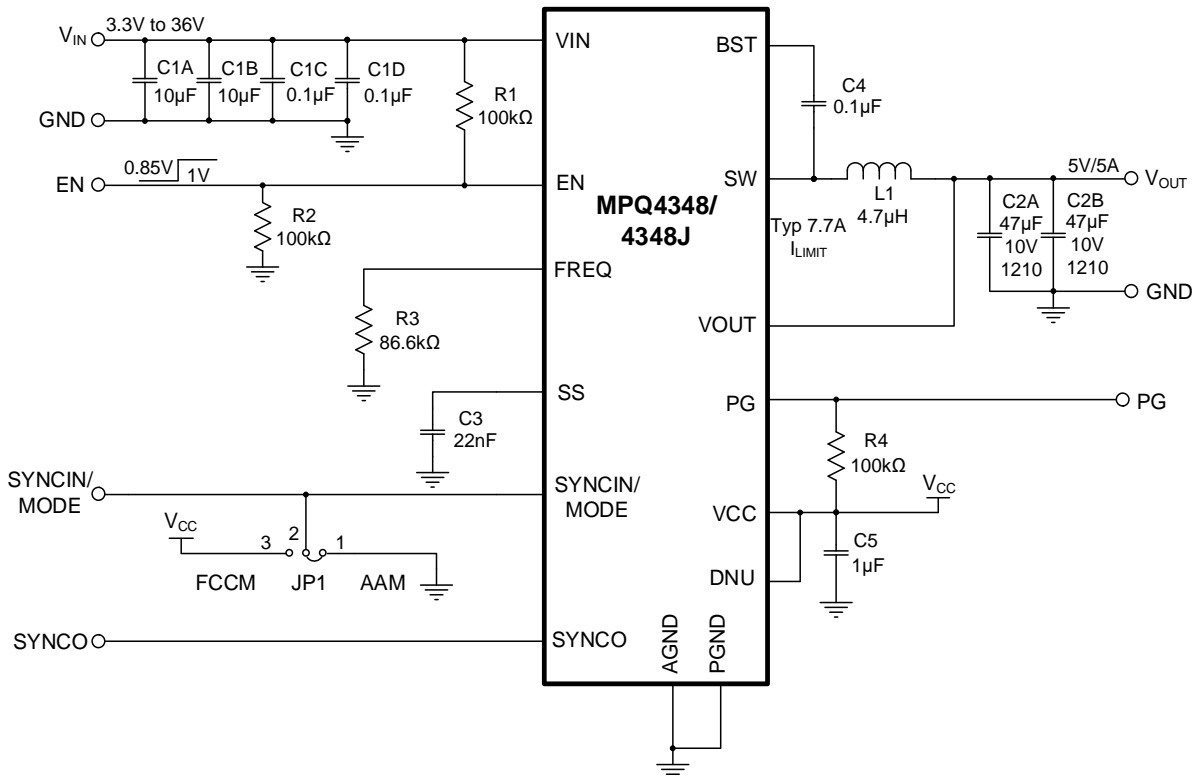 3.3V to 36V
VIN
C1A
10µF
C1B
10µF
C1C
0.1µF
C1D
0.1µF
GND
R1
100kΩ
0.85V
1V
EN
R2
100kΩ
R3
86.6kΩ
C3
22nF
SYNCIN/
MODE
VCC
3
2
1
FCCM
JP1
AAM
SYNCO
VIN
EN
FREQ
SS
SYNCIN/
MODE
SYNCO
MPQ4348/
4348J
BST
SW
VOUT
PG
VCC
DNU
AGND
PGND
C4
0.1µF
L1
4.7µH
Typ 7.7A
ILIMIT
5V/5A
VOUT
C2A
47µF
10V
1210
C2B
47µF
10V
1210
GND
PG
R4
100kΩ
VCC
C5
1µF